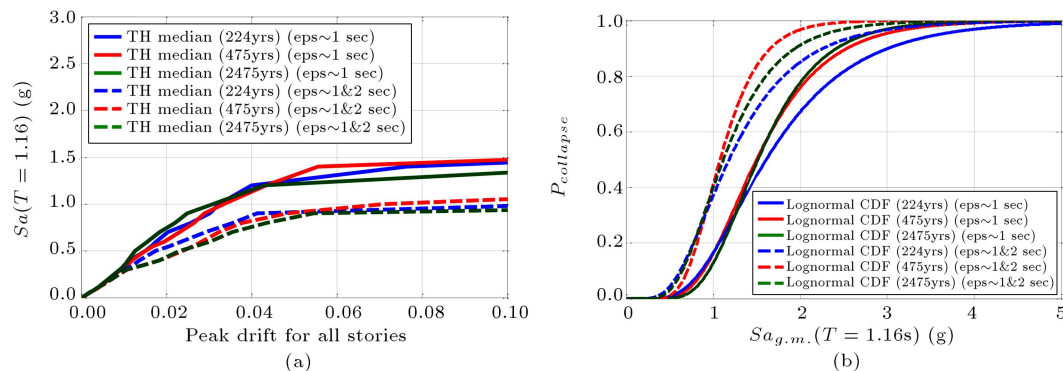 3.0
2.5
2.0
1.5
1.0
0.5
0.0
Sa(T = 1.16) (g)
TH median (224yrs) (eps~1 sec)
TH median (475yrs) (eps~1 sec)
TH median (2475yrs) (eps~1 sec)
TH median (224yrs) (eps~1&2 sec)
TH median (475yrs) (eps~1&2 sec)
TH median (2475yrs) (eps~1&2 sec)
0.00 0.02 0.04 0.06 0.08 0.10
Peak drift for all stories
(a)
1.0
0.8
0.6
0.4
0.2
0.0
P_collapse
Lognormal CDF (224yrs) (eps~1 sec)
Lognormal CDF (475yrs) (eps~1 sec)
Lognormal CDF (2475yrs) (eps~1 sec)
Lognormal CDF (224yrs) (eps~1&2 sec)
Lognormal CDF (475yrs) (eps~1&2 sec)
Lognormal CDF (2475yrs) (eps~1&2 sec)
0 1 2 3 4 5
Sa_g.m.(T = 1.16s) (g)
(b)